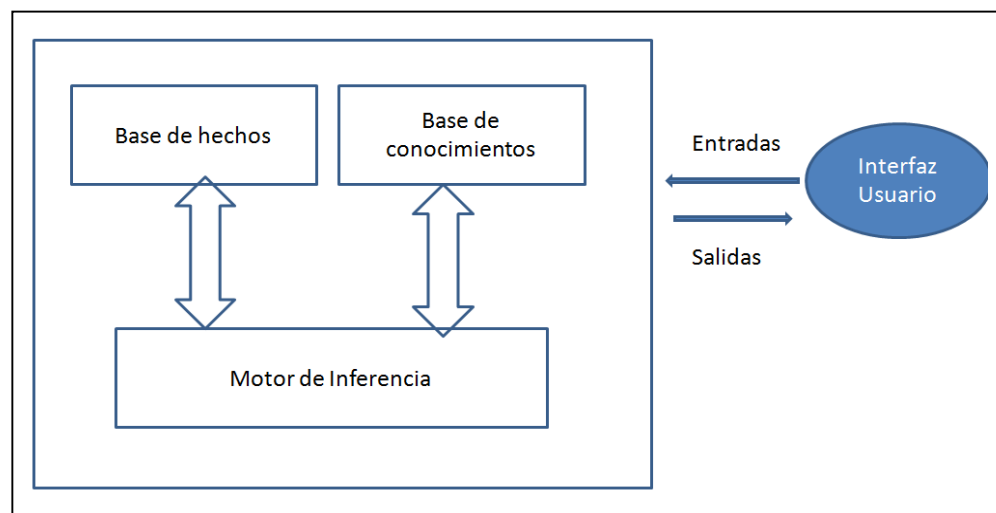 Base de hechos
Base de
conocimientos
Entradas
Interfaz
Usuario
Salidas
Motor de Inferencia